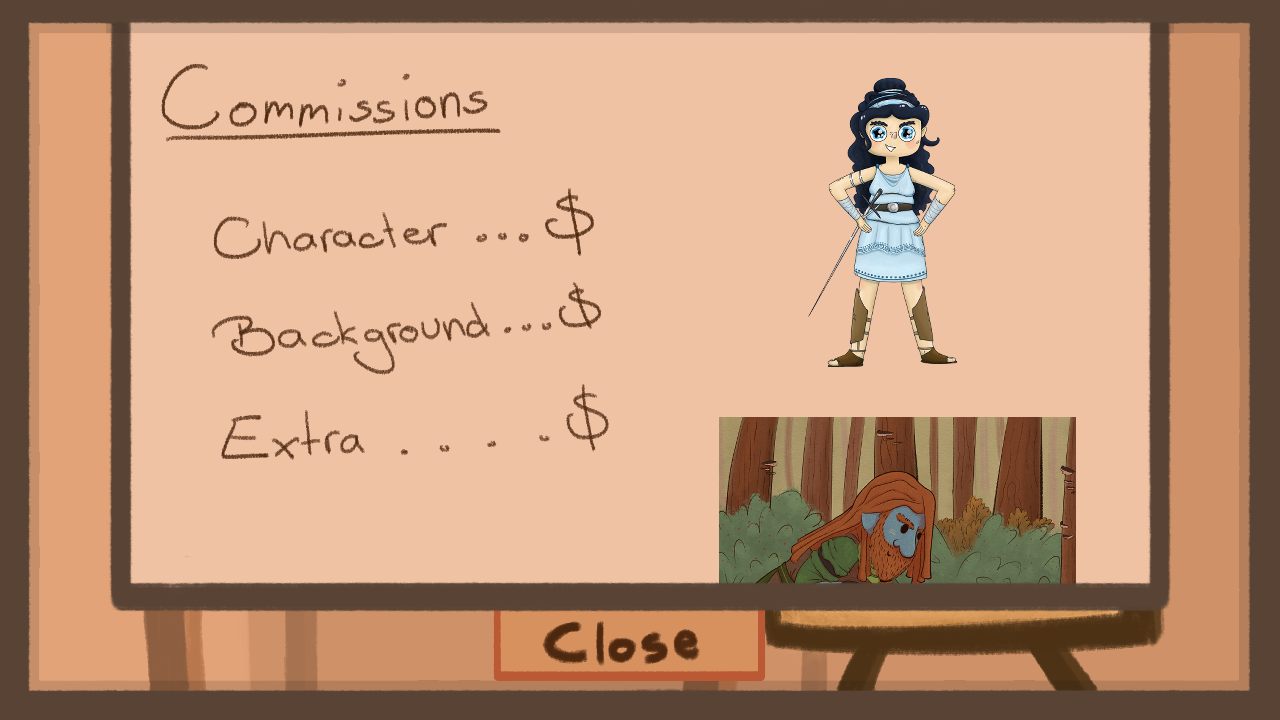 Commissions
Character ...$
Background ...$
Extra . . . .$
Close